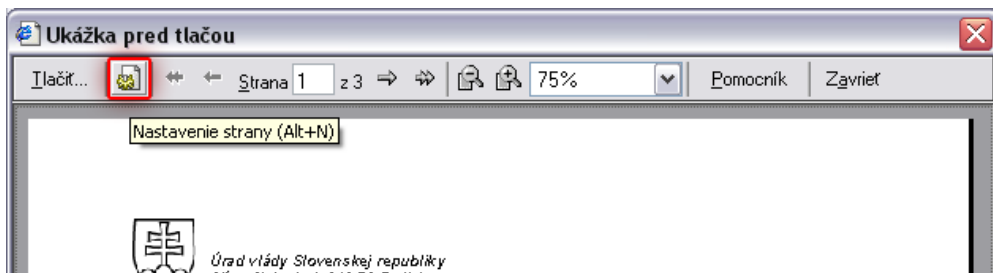 Ukážka pred tlačou
Tlačiť... Strana 1 z 3 75% Pomocník Zavrieť
Nastavenie strany (Alt+N)
Úrad vlády Slovenskej republiky